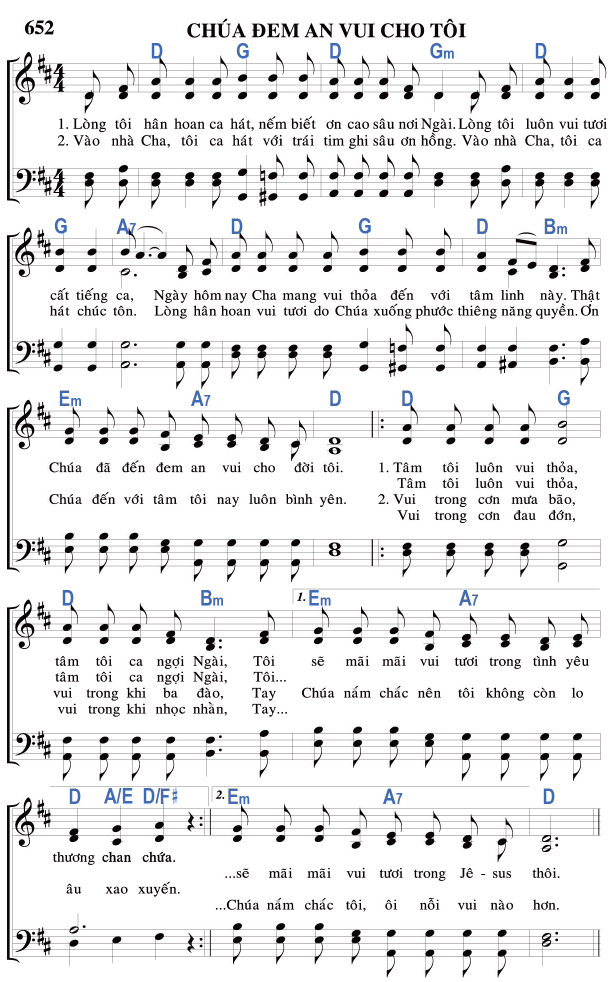 652
CHÚA ĐEM AN VUI CHO TÔI
D G D Gm D
1. Lòng tôi hân hoan ca hát, nếm biết ơn cao sâu nơi Ngài. Lòng tôi luôn vui tươi
2. Vào nhà Cha, tôi ca hát với trái tim ghi sâu ơn hồng. Vào nhà Cha, tôi ca
G A7 D G D Bm
cất tiếng ca, Ngày hôm nay Cha mang vui thỏa đến với tâm linh này. Thật
hát chúc tôn. Lòng hân hoan vui tươi do Chúa xuống phước thiêng năng quyền. Ơn
Em A7 D D G
Chúa đã đến đem an vui cho đời tôi. 1. Tâm tôi luôn vui thỏa,
Tâm tôi luôn vui thỏa,
Chúa đến với tâm tôi nay luôn bình yên. 2. Vui trong cơn mưa bão,
Vui trong cơn đau đớn,
D Bm 1. Em A7
tâm tôi ca ngợi Ngài, Tôi sẽ mãi mãi vui tươi trong tình yêu
tâm tôi ca ngợi Ngài, Tôi...
vui trong khi ba đào, Tay Chúa nắm chắc nên tôi không còn lo
vui trong khi nhọc nhằn, Tay...
D A/E D/F♯ 2. Em A7 D
thương chan chứa.
...sẽ mãi mãi vui tươi trong Jê - sus thôi.
âu xao xuyến.
...Chúa nắm chắc tôi, ôi nỗi vui nào hơn.